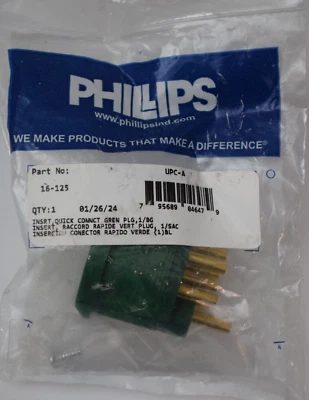 PHILLIPS
www.phillipsind.com
WE MAKE PRODUCTS THAT MAKE A DIFFERENCE
Part No: UPC-A
16-125
QTY:1 01/26/24 7 95689 04647 9
INSRT,QUICK CONNCT GREN PLG,1/BG
INSERT, RACCORD RAPIDE VERT PLUG, 1/SAC
INSERCION CONECTOR RAPIDO VERDE (1)BL